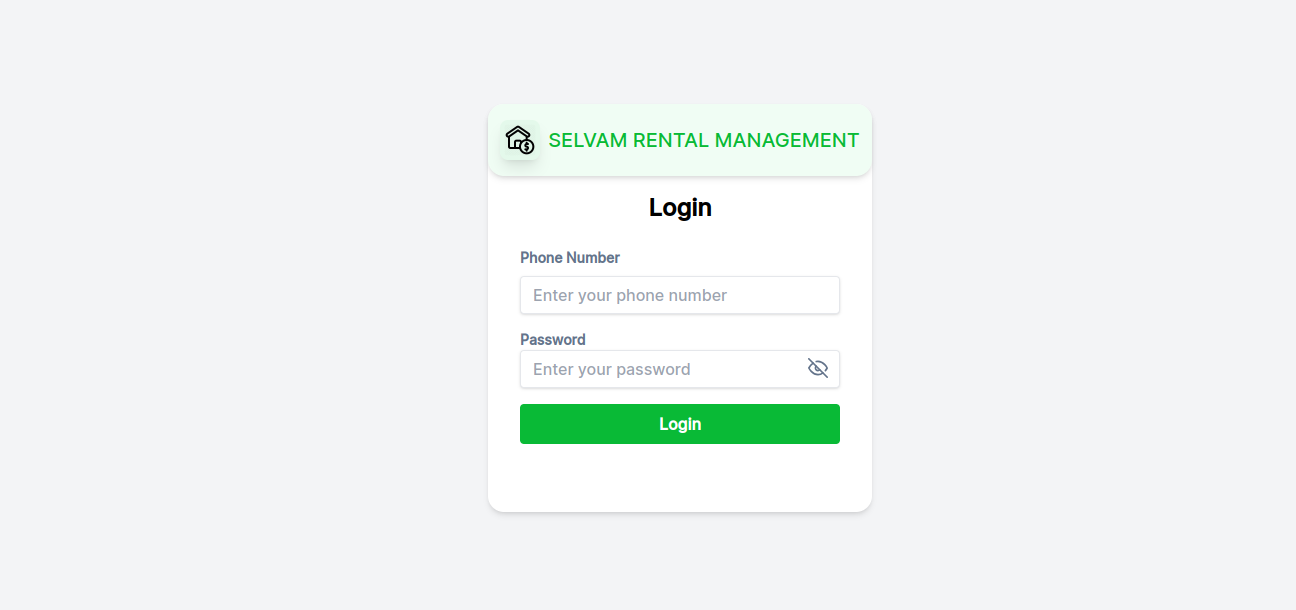 SELVAM RENTAL MANAGEMENT
Login
Phone Number
Enter your phone number
Password
Enter your password
Login